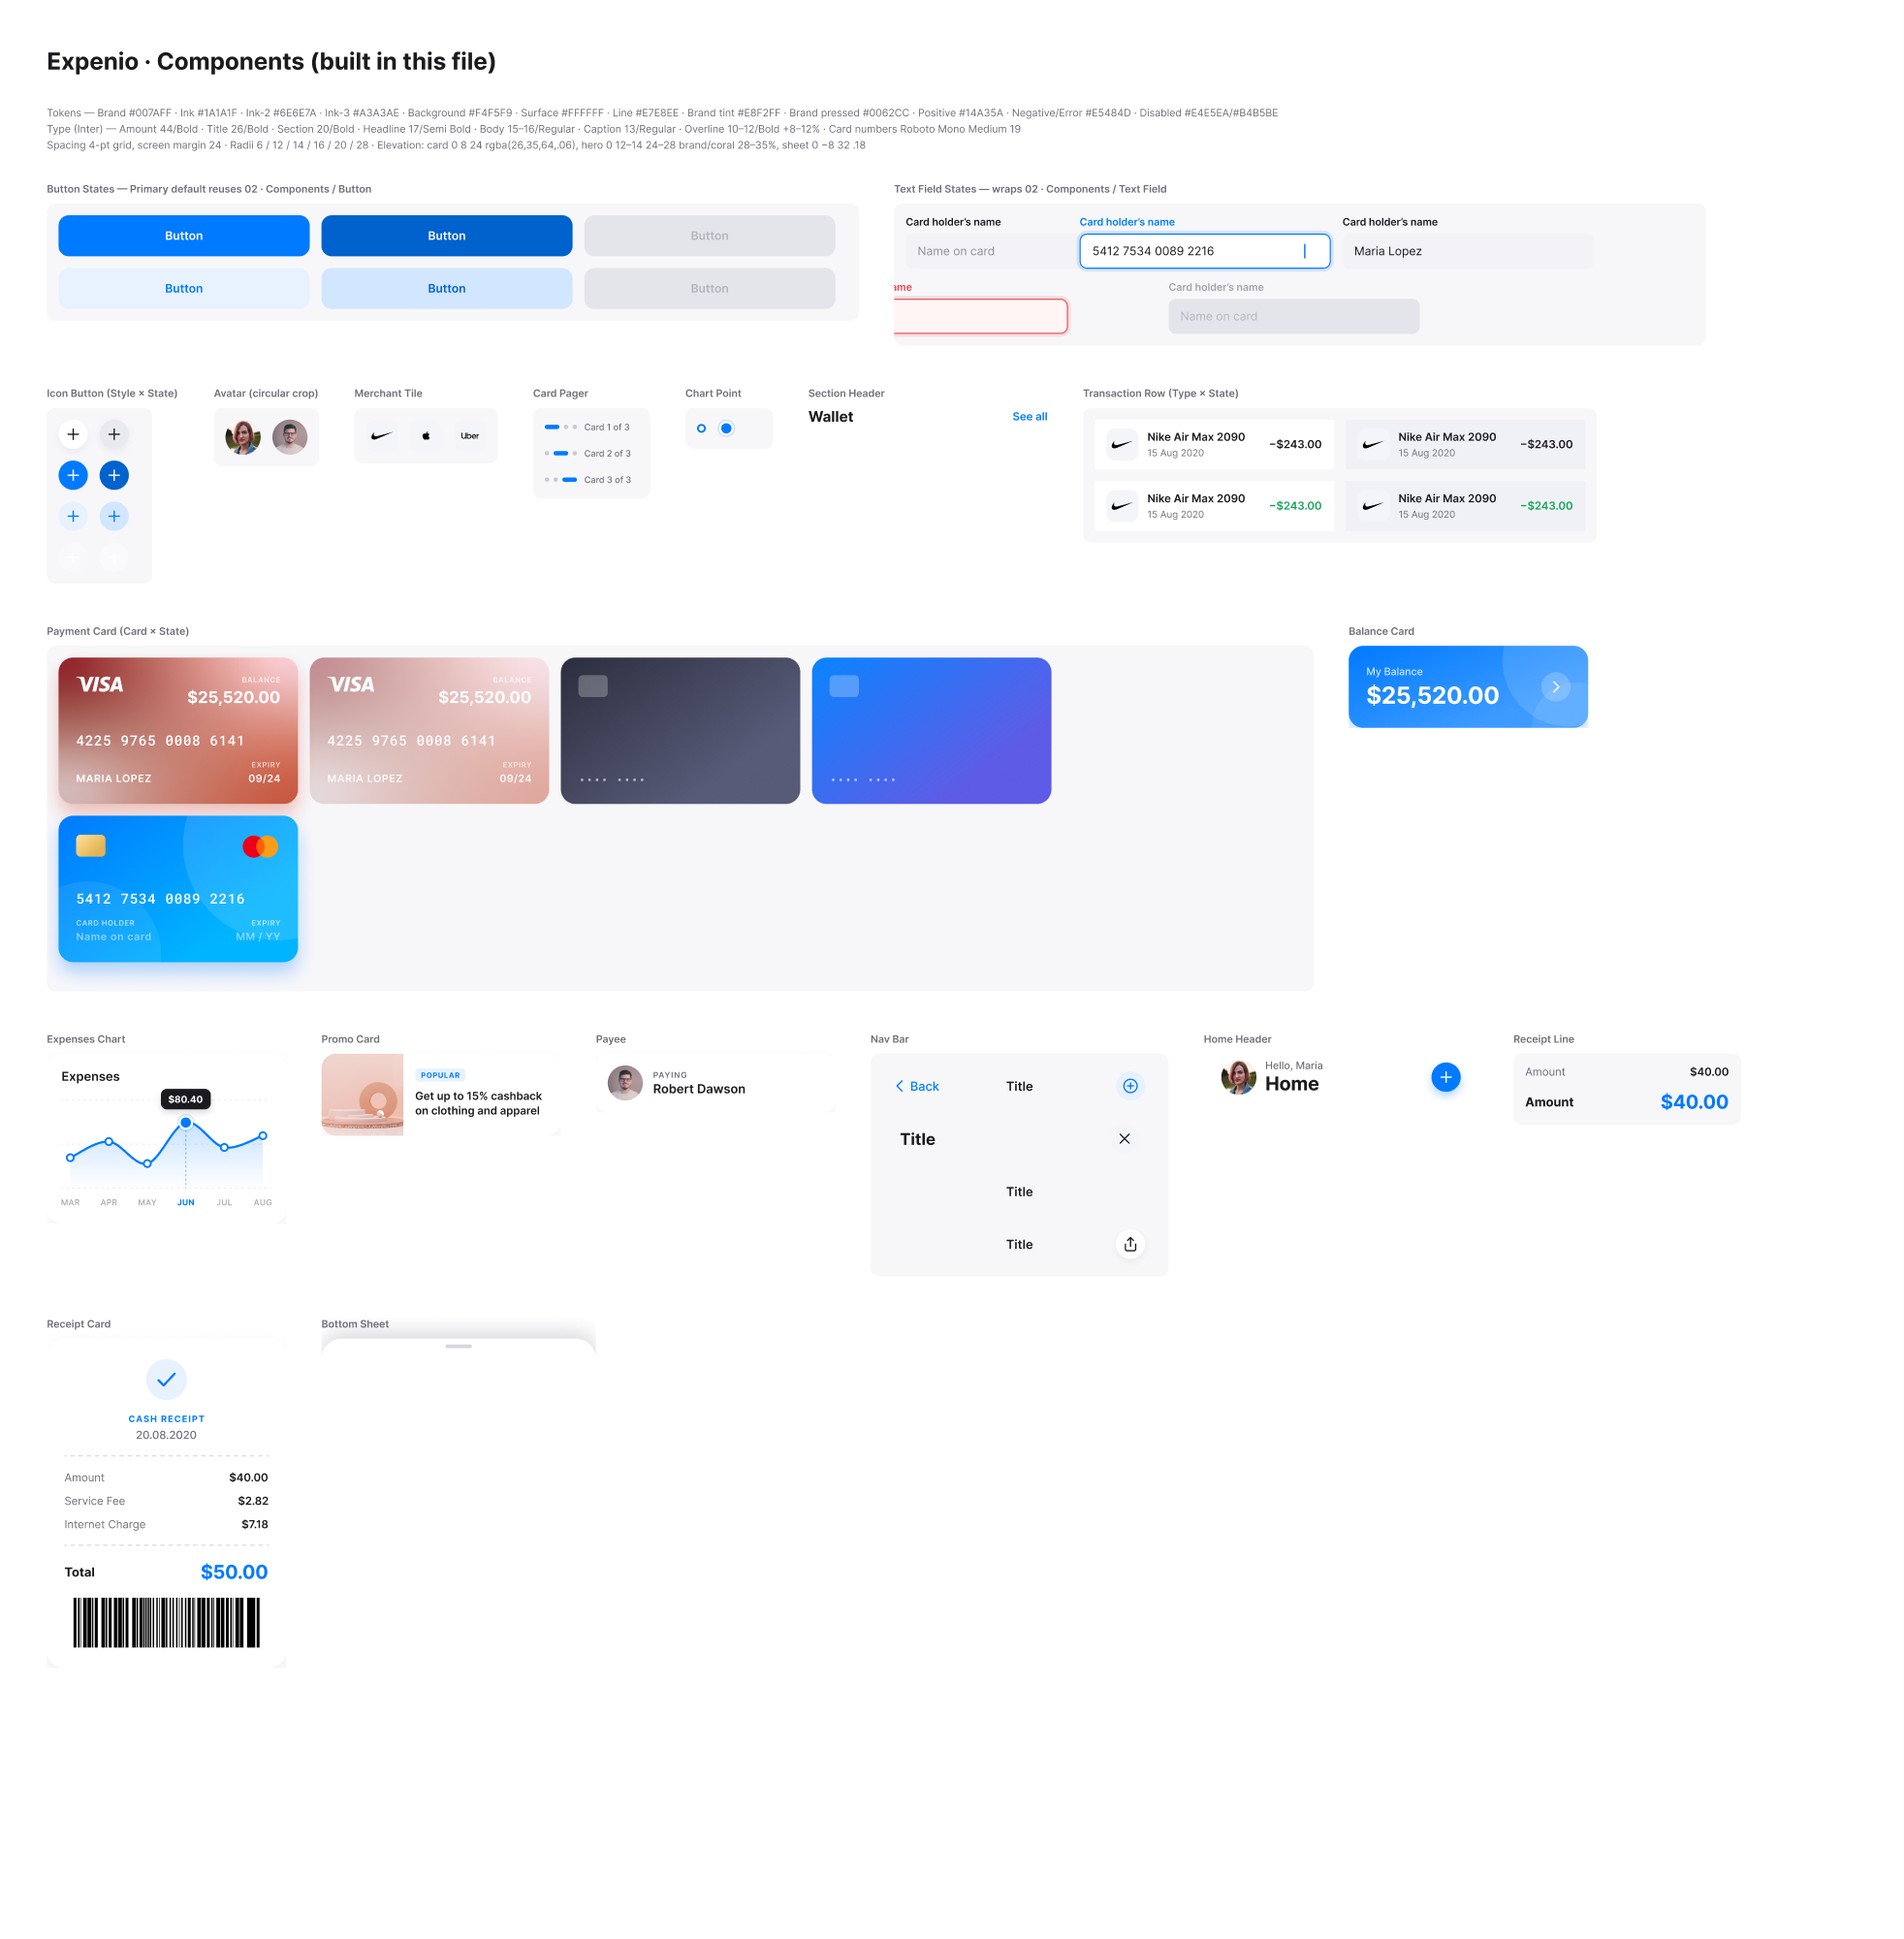 Expenio · Components (built in this file)
Tokens — Brand #007AFF · Ink #1A1A1F · Ink-2 #6E6E7A · Ink-3 #A3A3AE · Background #F4F5F9 · Surface #FFFFFF · Line #E7E8EE · Brand tint #E8F2FF · Brand pressed #0062CC · Positive #14A35A · Negative/Error #E5484D · Disabled #E4E5EA/#B4B5BE
Type (Inter) — Amount 44/Bold · Title 26/Bold · Section 20/Bold · Headline 17/Semi Bold · Body 15–16/Regular · Caption 13/Regular · Overline 10–12/Bold +8–12% · Card numbers Roboto Mono Medium 19
Spacing 4-pt grid, screen margin 24 · Radii 6 / 12 / 14 / 16 / 20 / 28 · Elevation: card 0 8 24 rgba(26,35,64,.06), hero 0 12–14 24–28 brand/coral 28–35%, sheet 0 −8 32 .18
Button States — Primary default reuses 02 · Components / Button
Button
Button
Button
Button
Button
Button
Text Field States — wraps 02 · Components / Text Field
Card holder's name
Card holder's name
Card holder's name
Name on card
5412 7534 0089 2216
Maria Lopez
ame
Card holder's name
Name on card
Icon Button (Style × State)
Avatar (circular crop)
Merchant Tile
Uber
Card Pager
Card 1 of 3
Card 2 of 3
Card 3 of 3
Chart Point
Section Header
Wallet
See all
Transaction Row (Type × State)
Nike Air Max 2090
15 Aug 2020
−$243.00
Nike Air Max 2090
15 Aug 2020
−$243.00
Nike Air Max 2090
15 Aug 2020
−$243.00
Nike Air Max 2090
15 Aug 2020
−$243.00
Payment Card (Card × State)
VISA
BALANCE
$25,520.00
4225 9765 0008 6141
EXPIRY
MARIA LOPEZ
09/24
VISA
BALANCE
$25,520.00
4225 9765 0008 6141
EXPIRY
MARIA LOPEZ
09/24
•••• ••••
•••• ••••
5412 7534 0089 2216
CARD HOLDER
EXPIRY
Name on card
MM / YY
Balance Card
My Balance
$25,520.00
Expenses Chart
Expenses
$80.40
MAR APR MAY JUN JUL AUG
Promo Card
POPULAR
Get up to 15% cashback
on clothing and apparel
Payee
PAYING
Robert Dawson
Nav Bar
Back
Title
Title
Title
Title
Home Header
Hello, Maria
Home
Receipt Line
Amount
$40.00
Amount
$40.00
Receipt Card
CASH RECEIPT
20.08.2020
Amount
$40.00
Service Fee
$2.82
Internet Charge
$7.18
Total
$50.00
Bottom Sheet